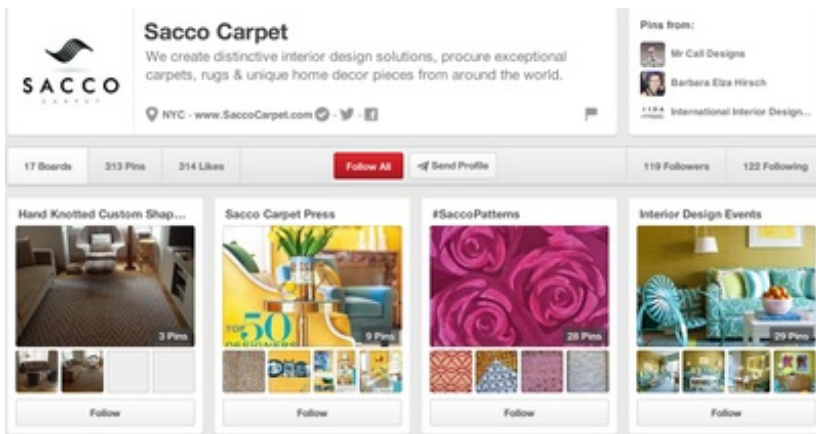 SACCO
CARPET
Sacco Carpet
We create distinctive interior design solutions, procure exceptional
carpets, rugs & unique home decor pieces from around the world.
NYC - www.SaccoCarpet.com
Pins from:
Mr Call Designs
Barbara Elza Hirsch
IIDA
International Interior Design...
17 Boards
313 Pins
314 Likes
Follow All
Send Profile
119 Followers
122 Following
Hand Knotted Custom Shap...
3 Pins
Follow
Sacco Carpet Press
TOP
50
DESIGNERS
9 Pins
Follow
#SaccoPatterns
28 Pins
Follow
Interior Design Events
29 Pins
Follow